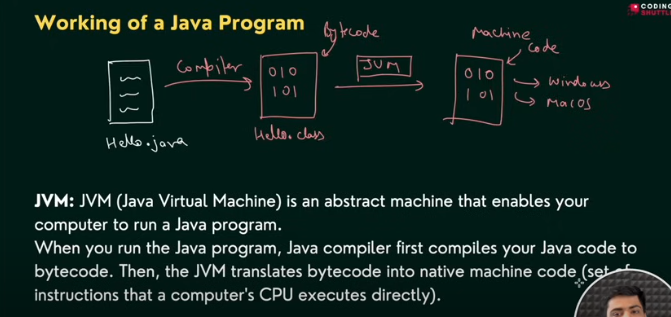 CODING
SHUTTLE
Working of a Java Program
Bytecode
Machine
code
Compiler
JVM
010
101
010
101
Windows
MacOS
Hello.java
Hello.class
JVM: JVM (Java Virtual Machine) is an abstract machine that enables your
computer to run a Java program.
When you run the Java program, Java compiler first compiles your Java code to
bytecode. Then, the JVM translates bytecode into native machine code (set of
instructions that a computer's CPU executes directly).